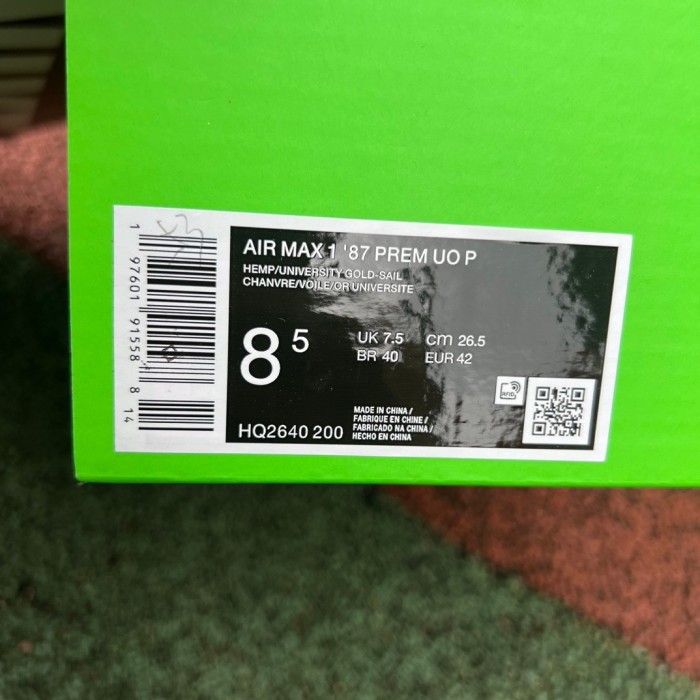 AIR MAX 1 '87 PREM UO P
HEMP/UNIVERSITY GOLD-SAIL
CHANVRE/VOILE/OR UNIVERSITE
8 5
UK 7.5 cm 26.5
BR 40 EUR 42
RFID
HQ2640 200
MADE IN CHINA /
FABRIQUE EN CHINE /
FABRICADO NA CHINA /
HECHO EN CHINA
1 97601 91558 8 14